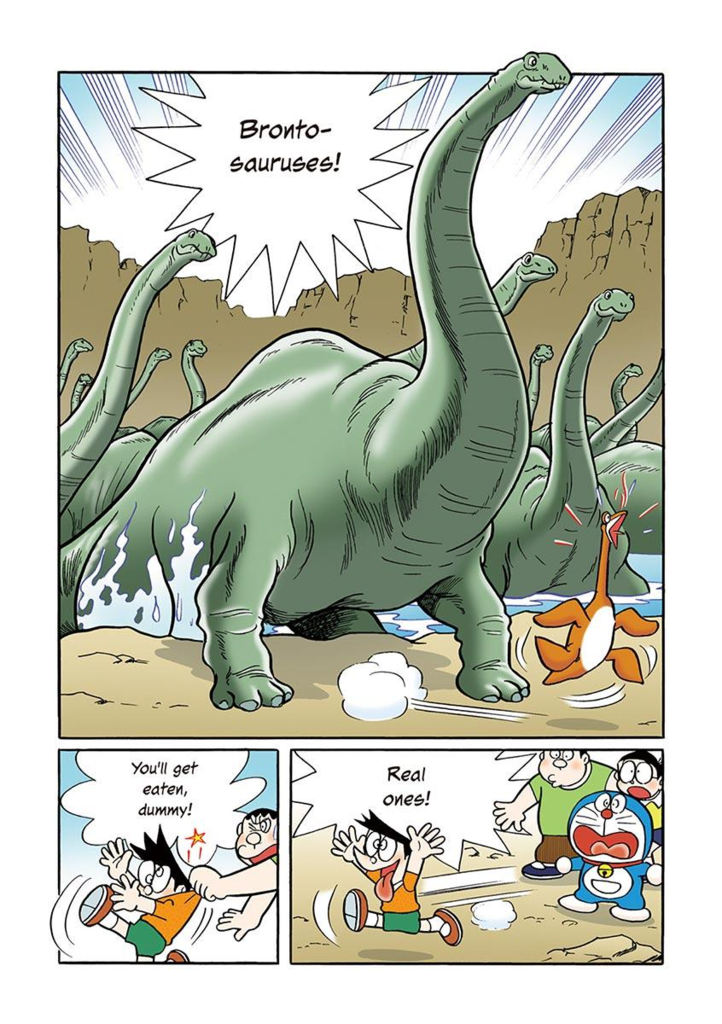 Bronto-
sauruses!
Real
ones!
You'll get
eaten,
dummy!